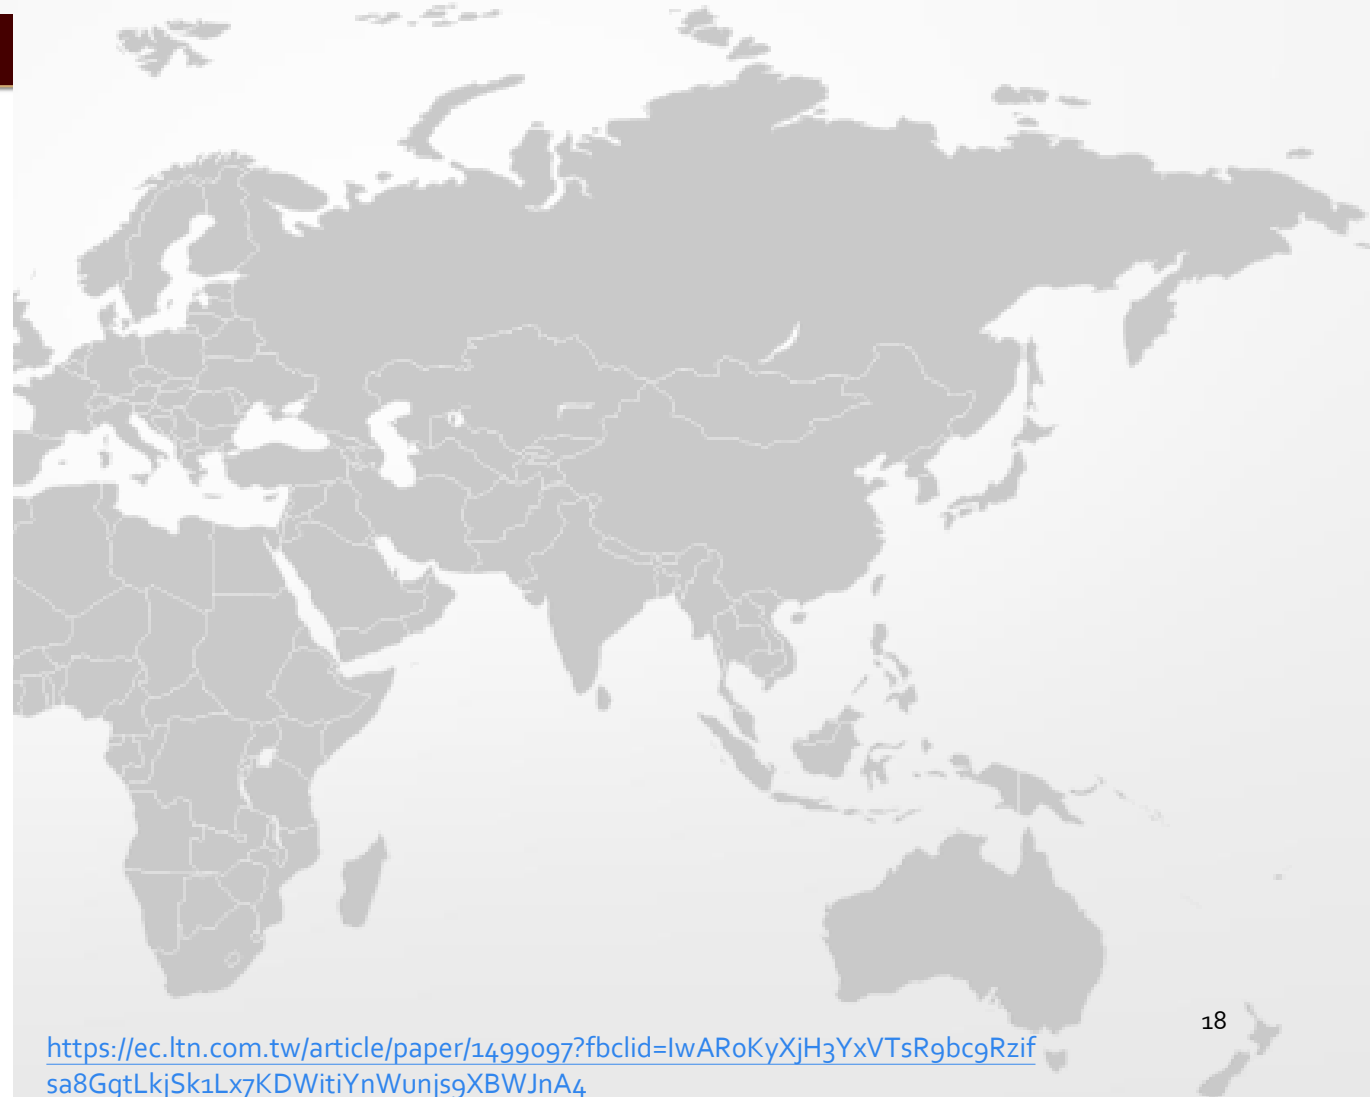 18
https://ec.ltn.com.tw/article/paper/1499097?fbclid=IwAR0KyXjH3YxVTsR9bc9Rzif
sa8GqtLkjSk1Lx7KDWitiYnWunjs9XBWJnA4